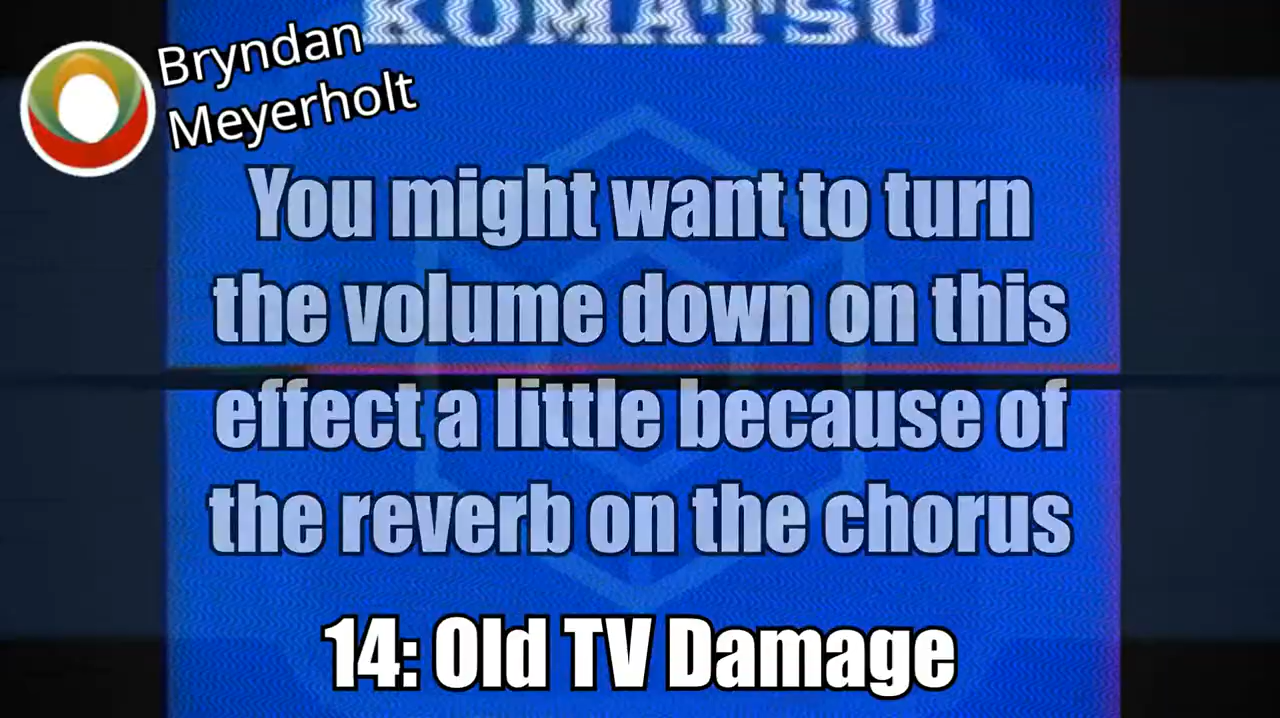 KOMATSU
Bryndan
Meyerholt
You might want to turn
the volume down on this
effect a little because of
the reverb on the chorus
14: Old TV Damage